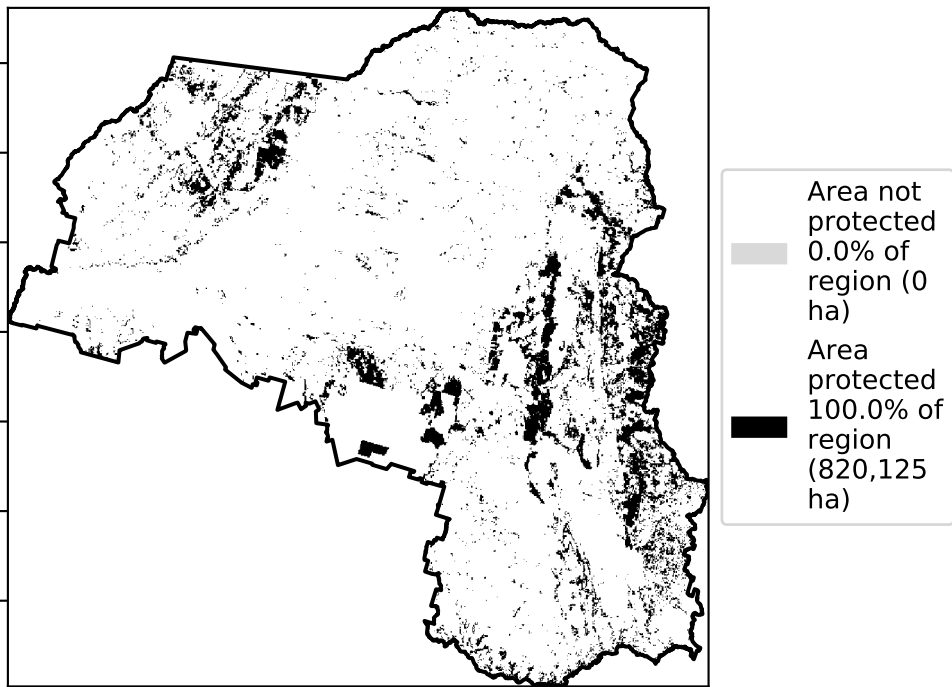 Area not
protected
0.0% of
region (0
ha)
Area
protected
100.0% of
region
(820,125
ha)